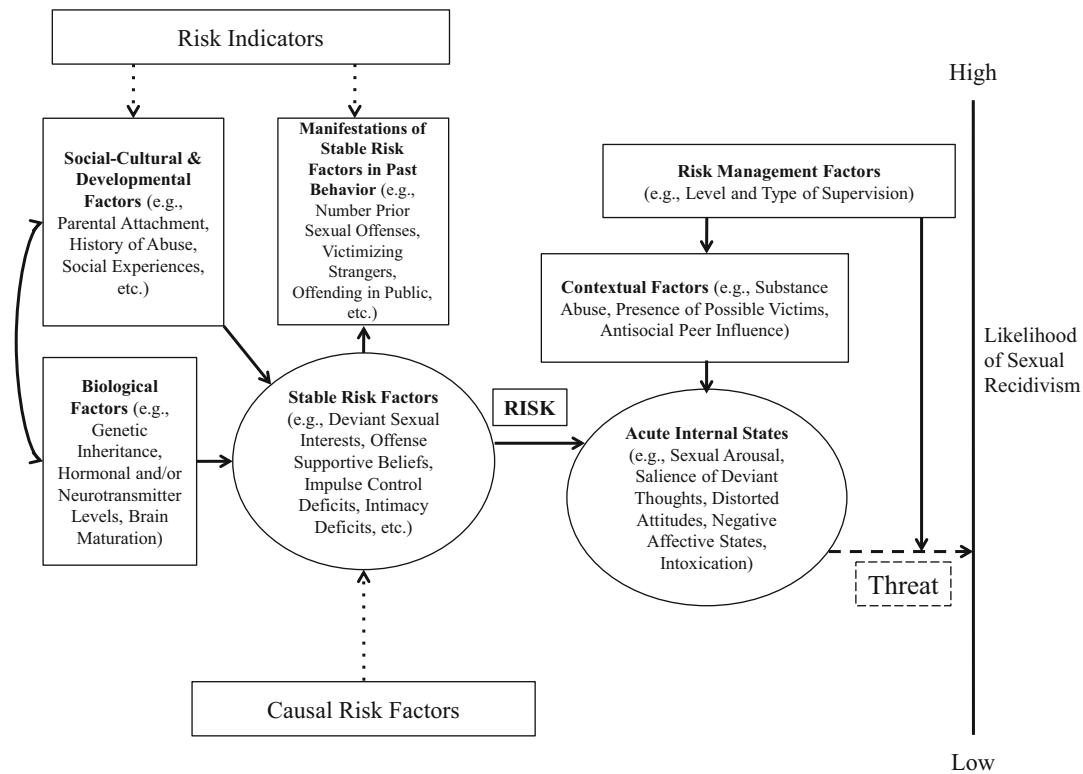 Risk Indicators
High
Social-Cultural &
Developmental
Factors (e.g.,
Parental Attachment,
History of Abuse,
Social Experiences,
etc.)
Manifestations of
Stable Risk
Factors in Past
Behavior (e.g.,
Number Prior
Sexual Offenses,
Victimizing
Strangers,
Offending in Public,
etc.)
Risk Management Factors
(e.g., Level and Type of Supervision)
Contextual Factors (e.g., Substance
Abuse, Presence of Possible Victims,
Antisocial Peer Influence)
Likelihood
of Sexual
Recidivism
Biological
Factors (e.g.,
Genetic
Inheritance,
Hormonal and/or
Neurotransmitter
Levels, Brain
Maturation)
Stable Risk Factors
(e.g., Deviant Sexual
Interests, Offense
Supportive Beliefs,
Impulse Control
Deficits, Intimacy
Deficits, etc.)
RISK
Acute Internal States
(e.g., Sexual Arousal,
Salience of Deviant
Thoughts, Distorted
Attitudes, Negative
Affective States,
Intoxication)
Threat
Causal Risk Factors
Low